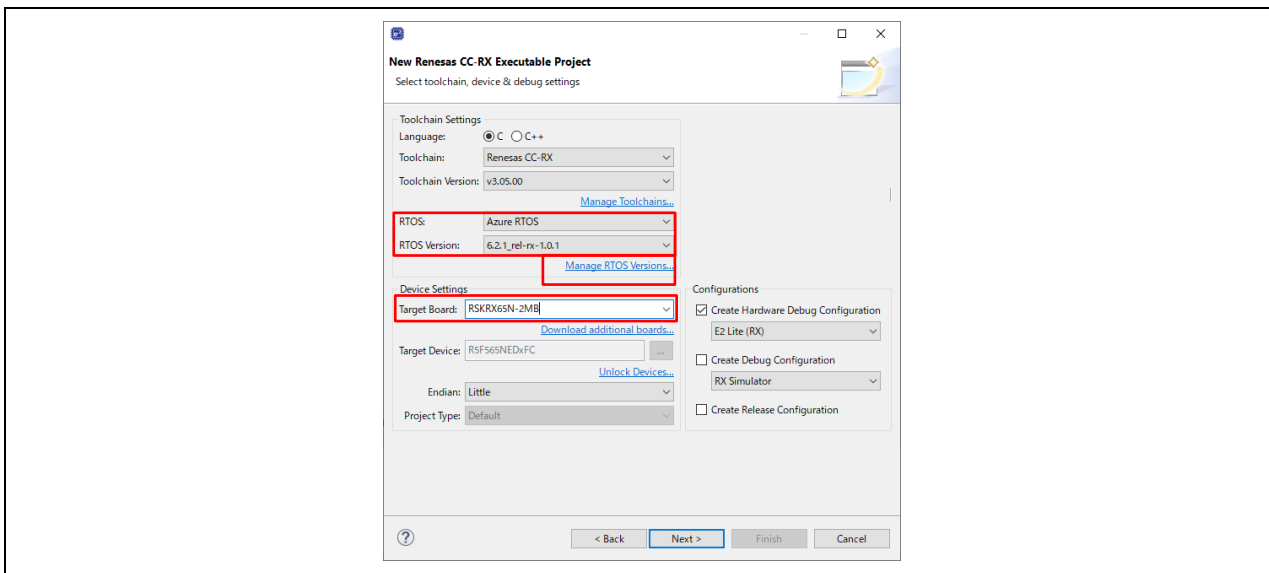 New Renesas CC-RX Executable Project
Select toolchain, device & debug settings
Toolchain Settings
Language: C C++
Toolchain: Renesas CC-RX
Toolchain Version: v3.05.00
Manage Toolchains...
RTOS: Azure RTOS
RTOS Version: 6.2.1_rel-rx-1.0.1
Manage RTOS Versions...
Device Settings
Target Board: RSKRX65N-2MB
Download additional boards...
Target Device: R5F565NEDxFC ...
Unlock Devices...
Endian: Little
Project Type: Default
Configurations
Create Hardware Debug Configuration
E2 Lite (RX)
Create Debug Configuration
RX Simulator
Create Release Configuration
? < Back Next > Finish Cancel